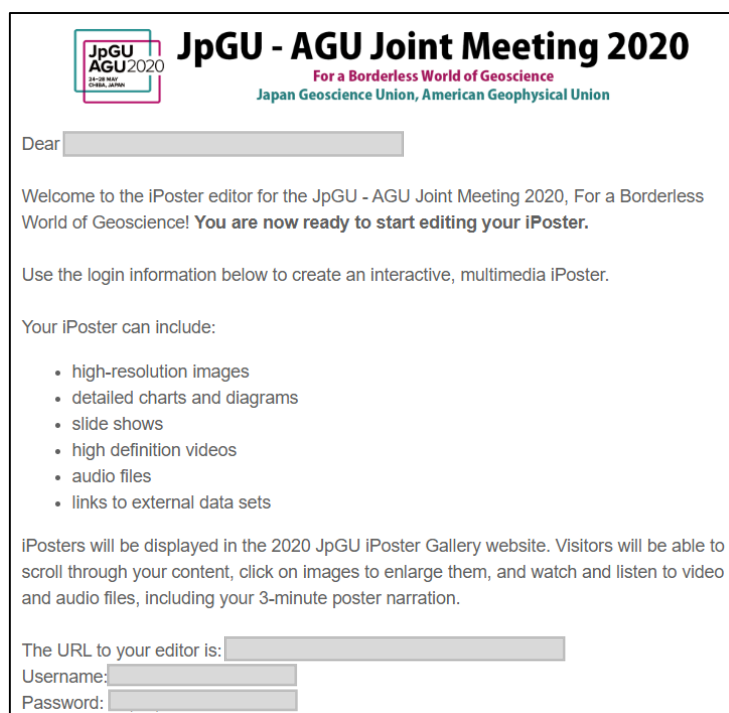 JpGU
AGU2020
24-28 MAY
CHIBA, JAPAN
JpGU - AGU Joint Meeting 2020
For a Borderless World of Geoscience
Japan Geoscience Union, American Geophysical Union
Dear
Welcome to the iPoster editor for the JpGU - AGU Joint Meeting 2020, For a Borderless
World of Geoscience! You are now ready to start editing your iPoster.
Use the login information below to create an interactive, multimedia iPoster.
Your iPoster can include:
• high-resolution images
• detailed charts and diagrams
• slide shows
• high definition videos
• audio files
• links to external data sets
iPosters will be displayed in the 2020 JpGU iPoster Gallery website. Visitors will be able to
scroll through your content, click on images to enlarge them, and watch and listen to video
and audio files, including your 3-minute poster narration.
The URL to your editor is:
Username:
Password: